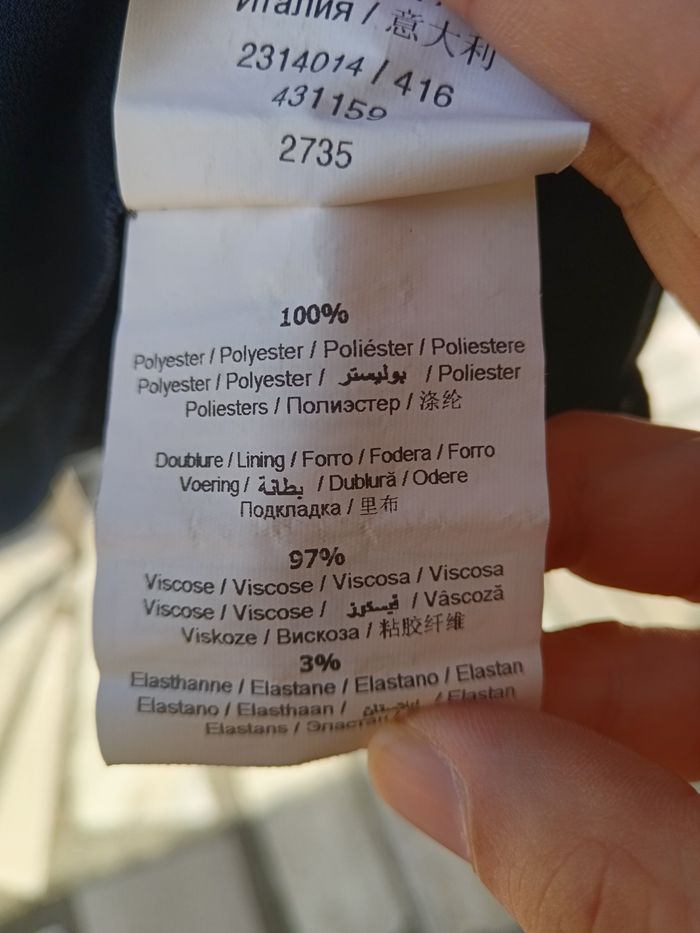 Италия / 意大利
2314014 / 416
431159
2735
100%
Polyester / Polyester / Poliéster / Poliestere
Polyester / Polyester / بوليستر / Poliester
Poliesters / Полиэстер / 涤纶
Doublure / Lining / Forro / Fodera / Forro
Voering / بطانة / Dublură / Odere
Подкладка / 里布
97%
Viscose / Viscose / Viscosa / Viscosa
Viscose / Viscose / فيسكوز / Vâscoză
Viskoze / Вискоза / 粘胶纤维
3%
Elasthanne / Elastane / Elastano / Elastan
Elastano / Elasthaan / / Elastan
Elastans /